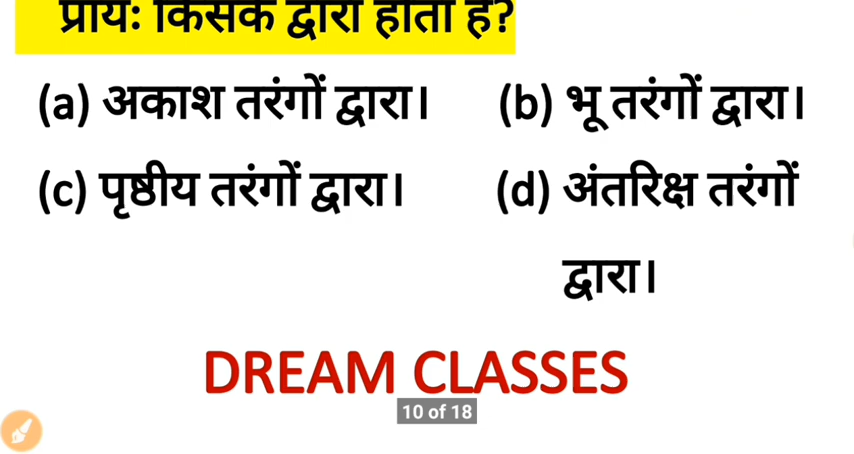 प्रायः किसके द्वारा होता है?
(a) अकाश तरंगों द्वारा। (b) भू तरंगों द्वारा।
(c) पृष्ठीय तरंगों द्वारा। (d) अंतरिक्ष तरंगों
द्वारा।
DREAM CLASSES
10 of 18